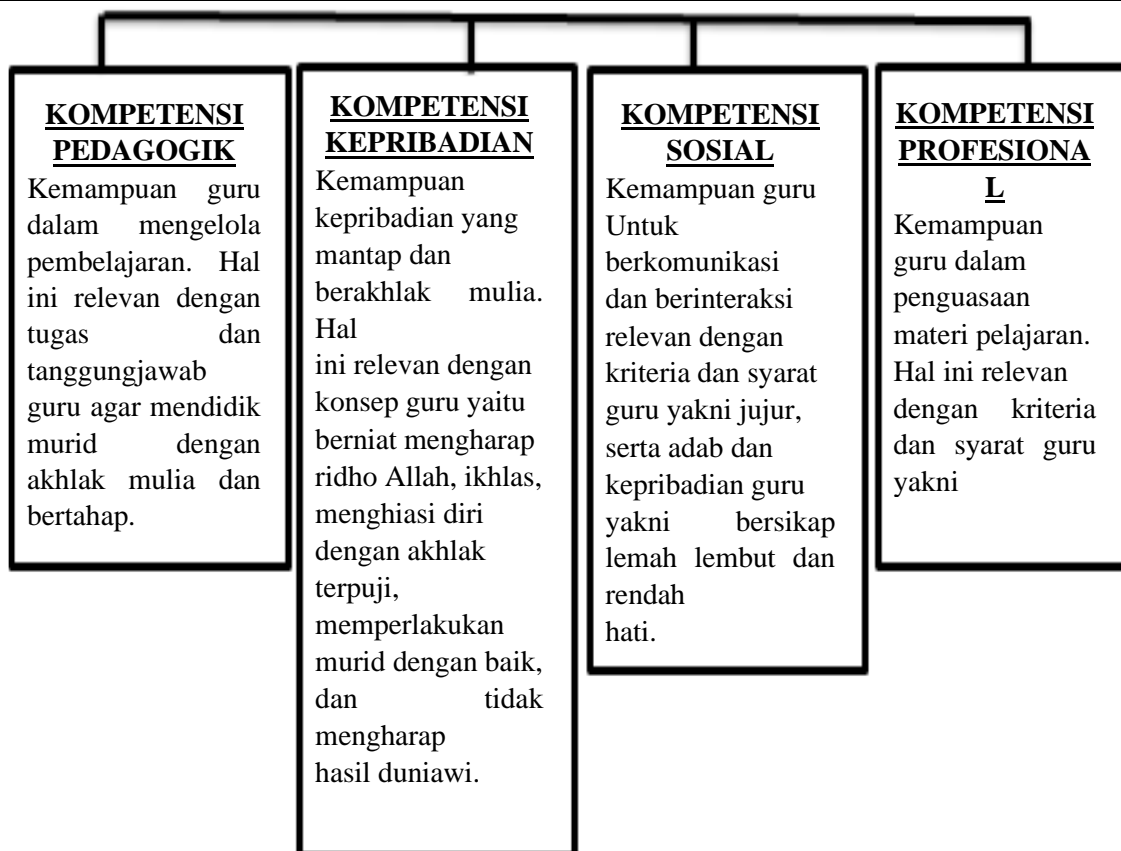 KOMPETENSI
PEDAGOGIK
Kemampuan guru
dalam mengelola
pembelajaran. Hal
ini relevan dengan
tugas dan
tanggungjawab
guru agar mendidik
murid dengan
akhlak mulia dan
bertahap.
KOMPETENSI
KEPRIBADIAN
Kemampuan
kepribadian yang
mantap dan
berakhlak mulia.
Hal
ini relevan dengan
konsep guru yaitu
berniat mengharap
ridho Allah, ikhlas,
menghiasi diri
dengan akhlak
terpuji,
memperlakukan
murid dengan baik,
dan tidak
mengharap
hasil duniawi.
KOMPETENSI
SOSIAL
Kemampuan guru
Untuk
berkomunikasi
dan berinteraksi
relevan dengan
kriteria dan syarat
guru yakni jujur,
serta adab dan
kepribadian guru
yakni bersikap
lemah lembut dan
rendah
hati.
KOMPETENSI
PROFESIONA
L
Kemampuan
guru dalam
penguasaan
materi pelajaran.
Hal ini relevan
dengan kriteria
dan syarat guru
yakni